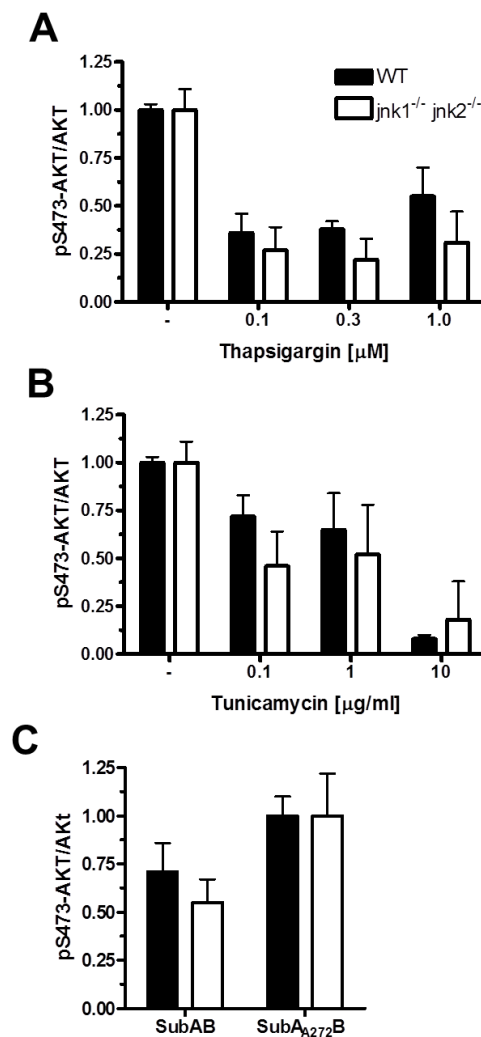 A
1.25
1.00
0.75
0.50
0.25
0.00
pS473-AKT/AKT
WT
jnk1-/- jnk2-/-
- 0.1 0.3 1.0
Thapsigargin [μM]
B
1.25
1.00
0.75
0.50
0.25
0.00
pS473-AKT/AKT
- 0.1 1 10
Tunicamycin [μg/ml]
C
1.25
1.00
0.75
0.50
0.25
0.00
pS473-AKT/AKt
SubAB SubAA272B